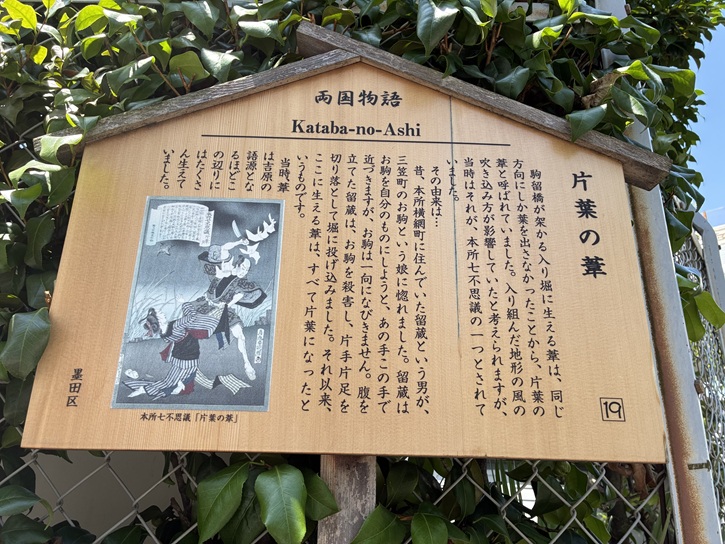 両国物語
Kataba-no-Ashi
片葉の葦
駒留橋が架かる入り堀に生える葦は、同じ
方向にしか葉を出さなかったことから、片葉の
葦と呼ばれていました。入り組んだ地形の風の
吹き込み方が影響していたと考えられますが、
当時はそれが、本所七不思議の一つとされて
いました。
その由来は…
昔、本所横網町に住んでいた留蔵という男が、
三笠町のお駒という娘に惚れました。留蔵は
お駒を自分のものにしようと、あの手この手で
近づきますが、お駒は一向になびきません。腹を
立てた留蔵は、お駒を殺害し、片手片足を
切り落として堀に投げ込みました。それ以来、
ここに生える葦は、すべて片葉になったと
いうものです。
当時、葦
は吉原の
語源とな
るほどこ
の辺りに
はたくさ
ん生えて
いました。
19
本所七不思議「片葉の葦」
墨田区